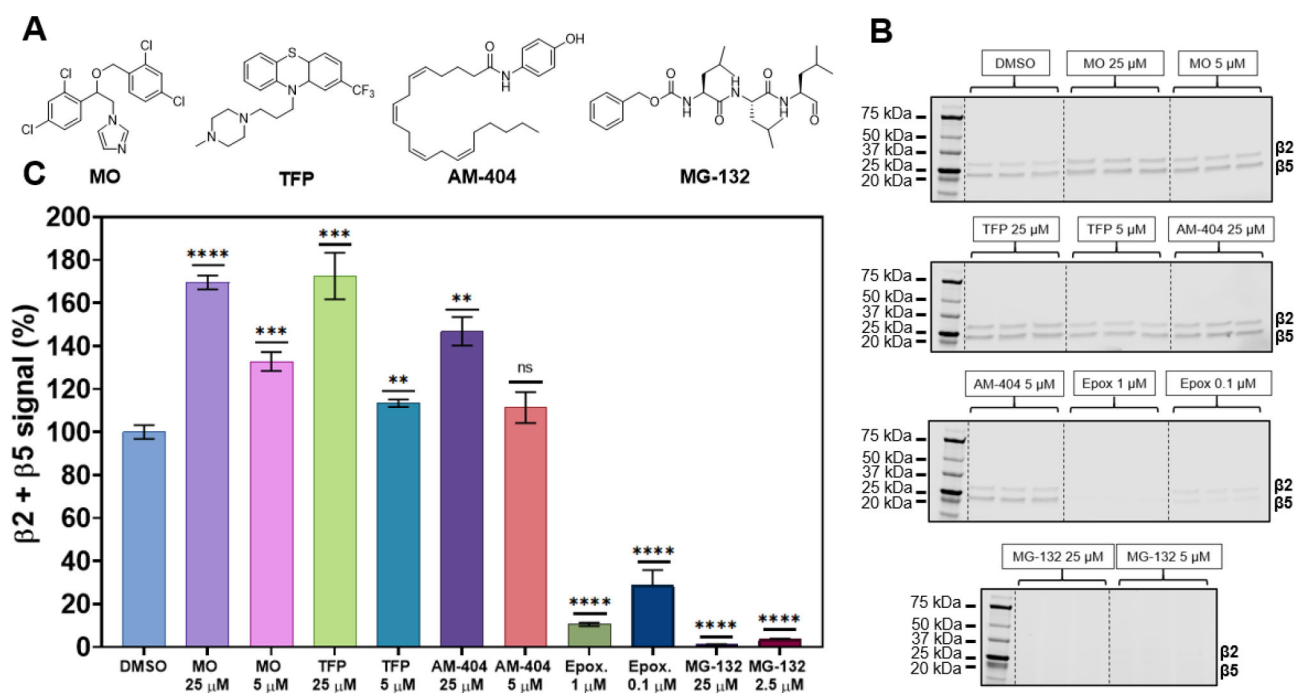 A
Cl
Cl
O
Cl
Cl
N
N
MO
S
N
CF₃
N
N
CH₃
TFP
O
OH
N
H
AM-404
O
O
N
H
O
H
N
O
N
H
O
MG-132
B
DMSO
MO 25 µM
MO 5 µM
75 kDa
50 kDa
37 kDa
25 kDa
20 kDa
β2
β5
TFP 25 µM
TFP 5 µM
AM-404 25 µM
75 kDa
50 kDa
37 kDa
25 kDa
20 kDa
β2
β5
AM-404 5 µM
Epox 1 µM
Epox 0.1 µM
75 kDa
50 kDa
37 kDa
25 kDa
20 kDa
β2
β5
MG-132 25 µM
MG-132 5 µM
75 kDa
50 kDa
37 kDa
25 kDa
20 kDa
β2
β5
C
β2 + β5 signal (%)
200
180
160
140
120
100
80
60
40
20
0
****
***
***
**
**
ns
****
****
****
****
DMSO
MO
25 µM
MO
5 µM
TFP
25 µM
TFP
5 µM
AM-404
25 µM
AM-404
5 µM
Epox.
1 µM
Epox.
0.1 µM
MG-132
25 µM
MG-132
2.5 µM